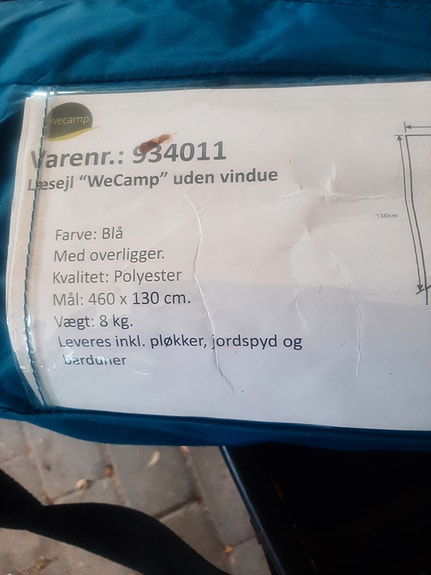 wecamp
Varenr.: 934011
Læsejl “WeCamp” uden vindue
Farve: Blå
Med overligger.
Kvalitet: Polyester
Mål: 460 x 130 cm.
Vægt: 8 kg.
Leveres inkl. pløkker, jordspyd og
barduner
130cm